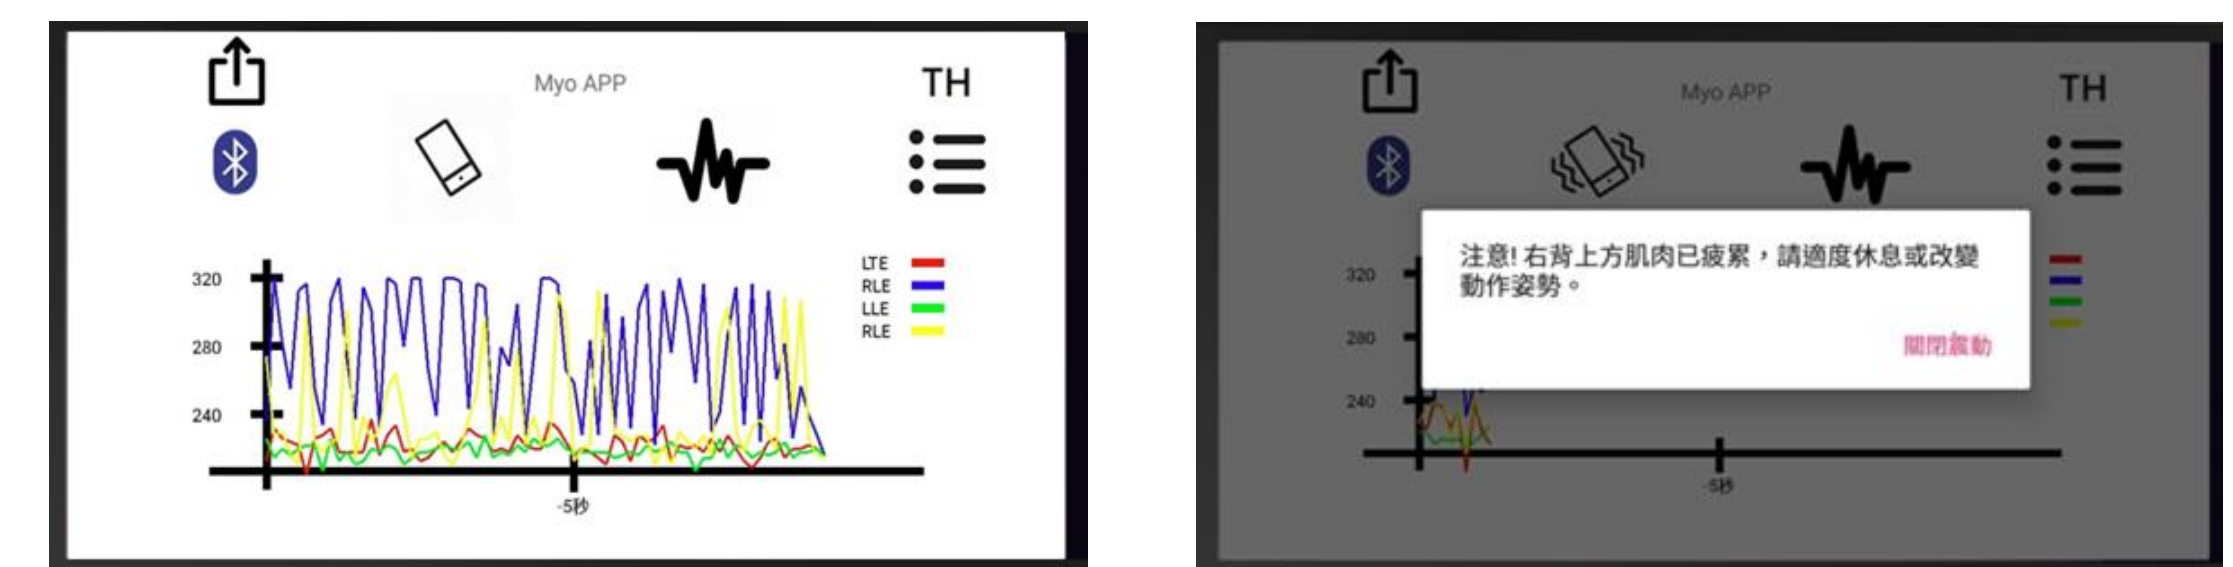 Myo APP
TH
LTE
RLE
LLE
RLE
320
280
240
-5秒
Myo APP
TH
320
280
240
-5秒
注意! 右背上方肌肉已疲累，請適度休息或改變
動作姿勢。
關閉震動